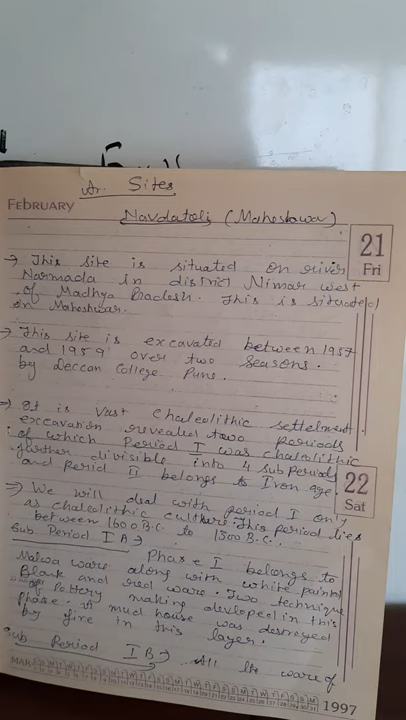 Ar. Sites
FEBRUARY
Navdatoli (Maheshwar)
21
Fri
→ This site is situated on river
Narmada in district Nimar West
of Madhya Pradesh. This is situated
on Maheshwar.
→ This site is excavated between 1957
and 1959 over two seasons.
by Deccan College Pune.
→ It is Vast Chalcolithic settelment.
excavation revealed two periods
of which Period I was chalcolithic
further divisible into 4 sub periods
and period II belongs to Iron age
22
Sat
→ We will deal with period I only
as chalcolithic culture. This period lies
between 1600 B.C. to 1300 B.C..
Sub Period I A →
Phase I belongs to
Malwa ware along with white painted
Blank and red ware. Two technique
of Pottery making developed in this
phase. A mud house was destroyed
by fire in this layer.
Sub Period I B → All the ware of
MAR
1997